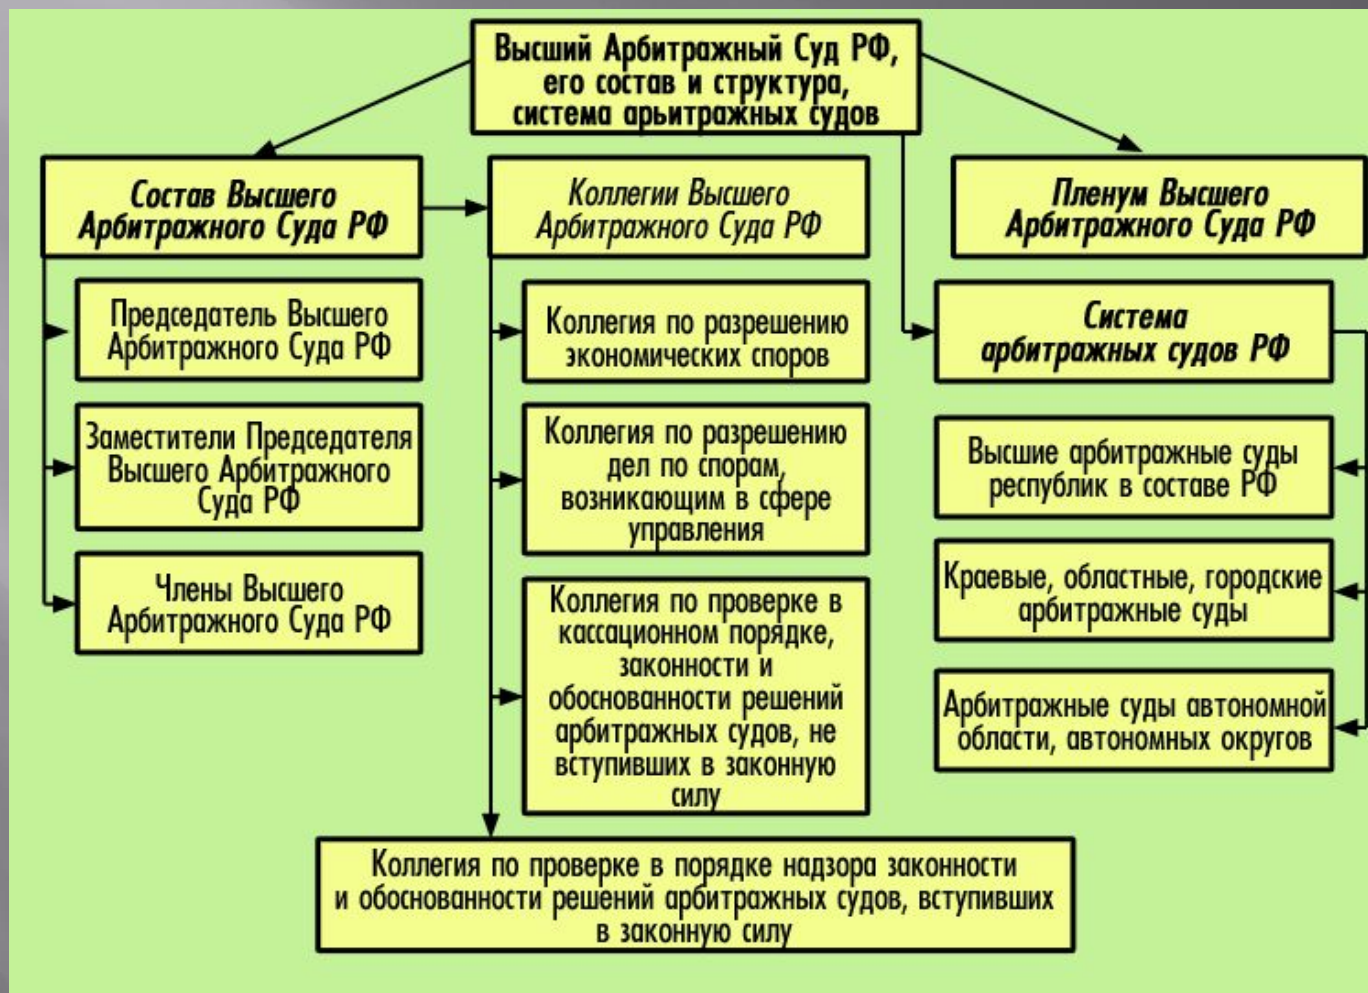 Высший Арбитражный Суд РФ,
его состав и структура,
система арьитражных судов
Состав Высшего
Арбитражного Суда РФ
Коллегии Высшего
Арбитражного Суда РФ
Пленум Высшего
Арбитражного Суда РФ
Председатель Высшего
Арбитражного Суда РФ
Заместители Председателя
Высшего Арбитражного
Суда РФ
Члены Высшего
Арбитражного Суда РФ
Коллегия по разрешению
экономических споров
Коллегия по разрешению
дел по спорам,
возникающим в сфере
управления
Коллегия по проверке в
кассационном порядке,
законности и
обоснованности решений
арбитражных судов, не
вступивших в законную
силу
Коллегия по проверке в порядке надзора законности
и обоснованности решений арбитражных судов, вступивших
в законную силу
Система
арбитражных судов РФ
Высшие арбитражные суды
республик в составе РФ
Краевые, областные, городские
арбитражные суды
Арбитражные суды автономной
области, автономных округов